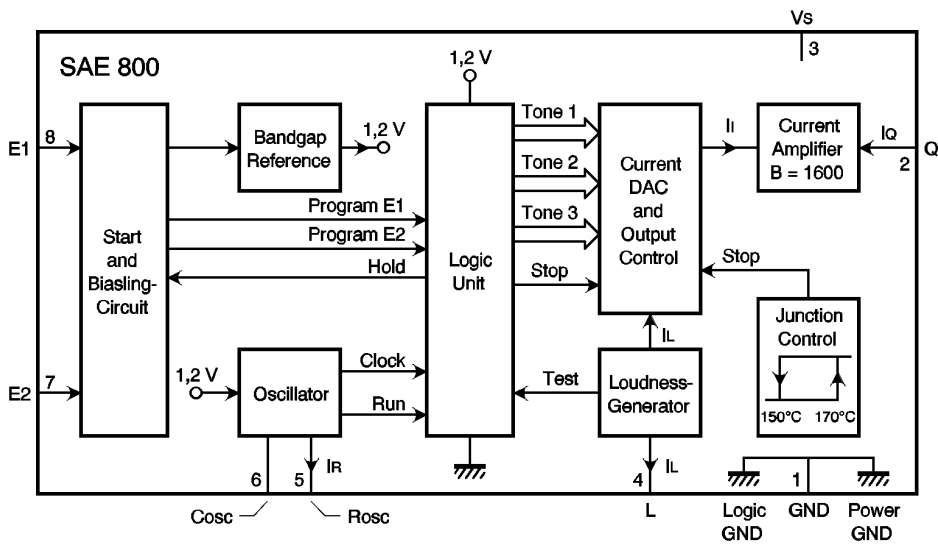 Vs
3
SAE 800
1,2 V
E1
8
Bandgap
Reference
1,2 V
Tone 1
Tone 2
Tone 3
Current
DAC
and
Output
Control
II
Current
Amplifier
B = 1600
IQ
2
Q
Start
and
Biasling-
Circuit
Program E1
Program E2
Hold
Logic
Unit
Stop
Stop
Junction
Control
150°C
170°C
IL
E2
7
1,2 V
Oscillator
Clock
Run
Test
Loudness-
Generator
6
5
IR
4
IL
1
Cosc
Rosc
L
Logic
GND
GND
Power
GND